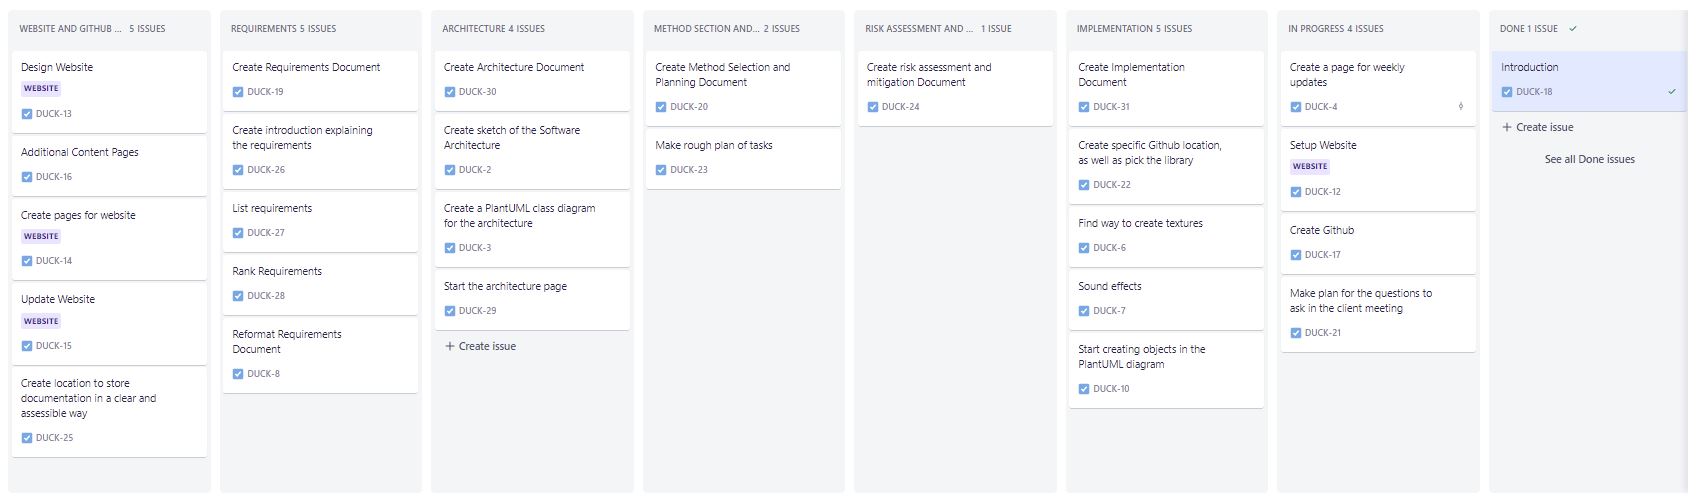 WEBSITE AND GITHUB ... 5 ISSUES
Design Website
WEBSITE
DUCK-13
Additional Content Pages
DUCK-16
Create pages for website
WEBSITE
DUCK-14
Update Website
WEBSITE
DUCK-15
Create location to store
documentation in a clear and
assessible way
DUCK-25
REQUIREMENTS 5 ISSUES
Create Requirements Document
DUCK-19
Create introduction explaining
the requirements
DUCK-26
List requirements
DUCK-27
Rank Requirements
DUCK-28
Reformat Requirements
Document
DUCK-8
ARCHITECTURE 4 ISSUES
Create Architecture Document
DUCK-30
Create sketch of the Software
Architecture
DUCK-2
Create a PlantUML class diagram
for the architecture
DUCK-3
Start the architecture page
DUCK-29
+ Create issue
METHOD SECTION AND... 2 ISSUES
Create Method Selection and
Planning Document
DUCK-20
Make rough plan of tasks
DUCK-23
RISK ASSESSMENT AND ... 1 ISSUE
Create risk assessment and
mitigation Document
DUCK-24
IMPLEMENTATION 5 ISSUES
Create Implementation
Document
DUCK-31
Create specific Github location,
as well as pick the library
DUCK-22
Find way to create textures
DUCK-6
Sound effects
DUCK-7
Start creating objects in the
PlantUML diagram
DUCK-10
IN PROGRESS 4 ISSUES
Create a page for weekly
updates
DUCK-4
Setup Website
WEBSITE
DUCK-12
Create Github
DUCK-17
Make plan for the questions to
ask in the client meeting
DUCK-21
DONE 1 ISSUE
Introduction
DUCK-18
+ Create issue
See all Done issues